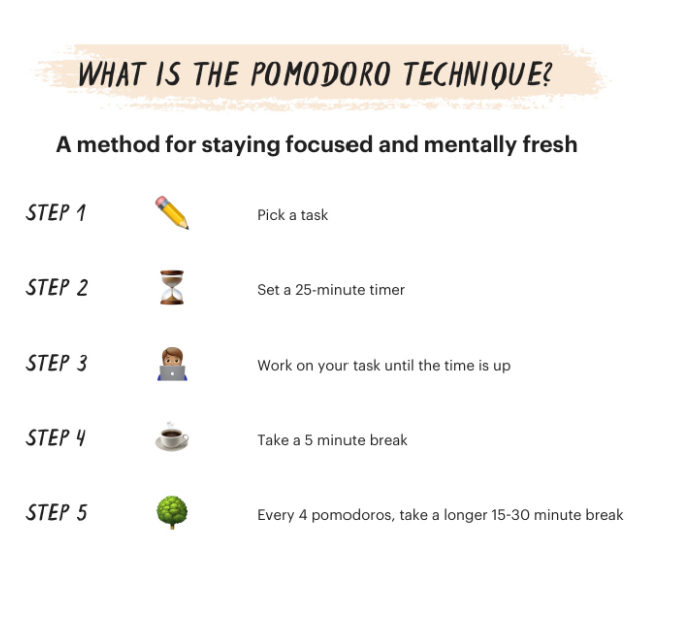 WHAT IS THE POMODORO TECHNIQUE?
A method for staying focused and mentally fresh
STEP 1 Pick a task
STEP 2 Set a 25-minute timer
STEP 3 Work on your task until the time is up
STEP 4 Take a 5 minute break
STEP 5 Every 4 pomodoros, take a longer 15-30 minute break